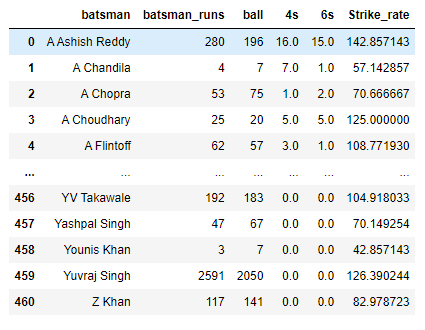 batsman batsman_runs ball 4s 6s Strike_rate
0 A Ashish Reddy 280 196 16.0 15.0 142.857143
1 A Chandila 4 7 7.0 1.0 57.142857
2 A Chopra 53 75 1.0 2.0 70.666667
3 A Choudhary 25 20 5.0 5.0 125.000000
4 A Flintoff 62 57 3.0 1.0 108.771930
... ... ... ... ... ... ...
456 YV Takawale 192 183 0.0 0.0 104.918033
457 Yashpal Singh 47 67 0.0 0.0 70.149254
458 Younis Khan 3 7 0.0 0.0 42.857143
459 Yuvraj Singh 2591 2050 0.0 0.0 126.390244
460 Z Khan 117 141 0.0 0.0 82.978723